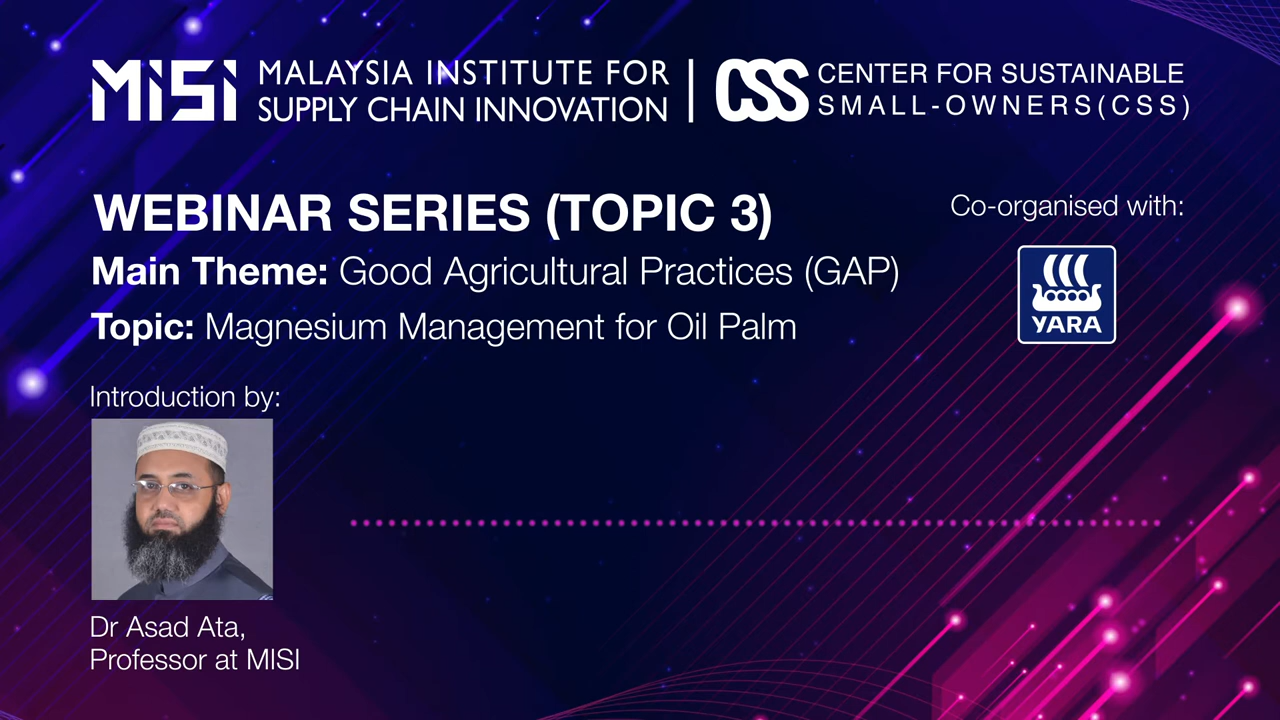 MiSi MALAYSIA INSTITUTE FOR
SUPPLY CHAIN INNOVATION
CSS CENTER FOR SUSTAINABLE
SMALL-OWNERS(CSS)
WEBINAR SERIES (TOPIC 3)
Main Theme: Good Agricultural Practices (GAP)
Topic: Magnesium Management for Oil Palm
Co-organised with:
YARA
Introduction by:
Dr Asad Ata,
Professor at MISI